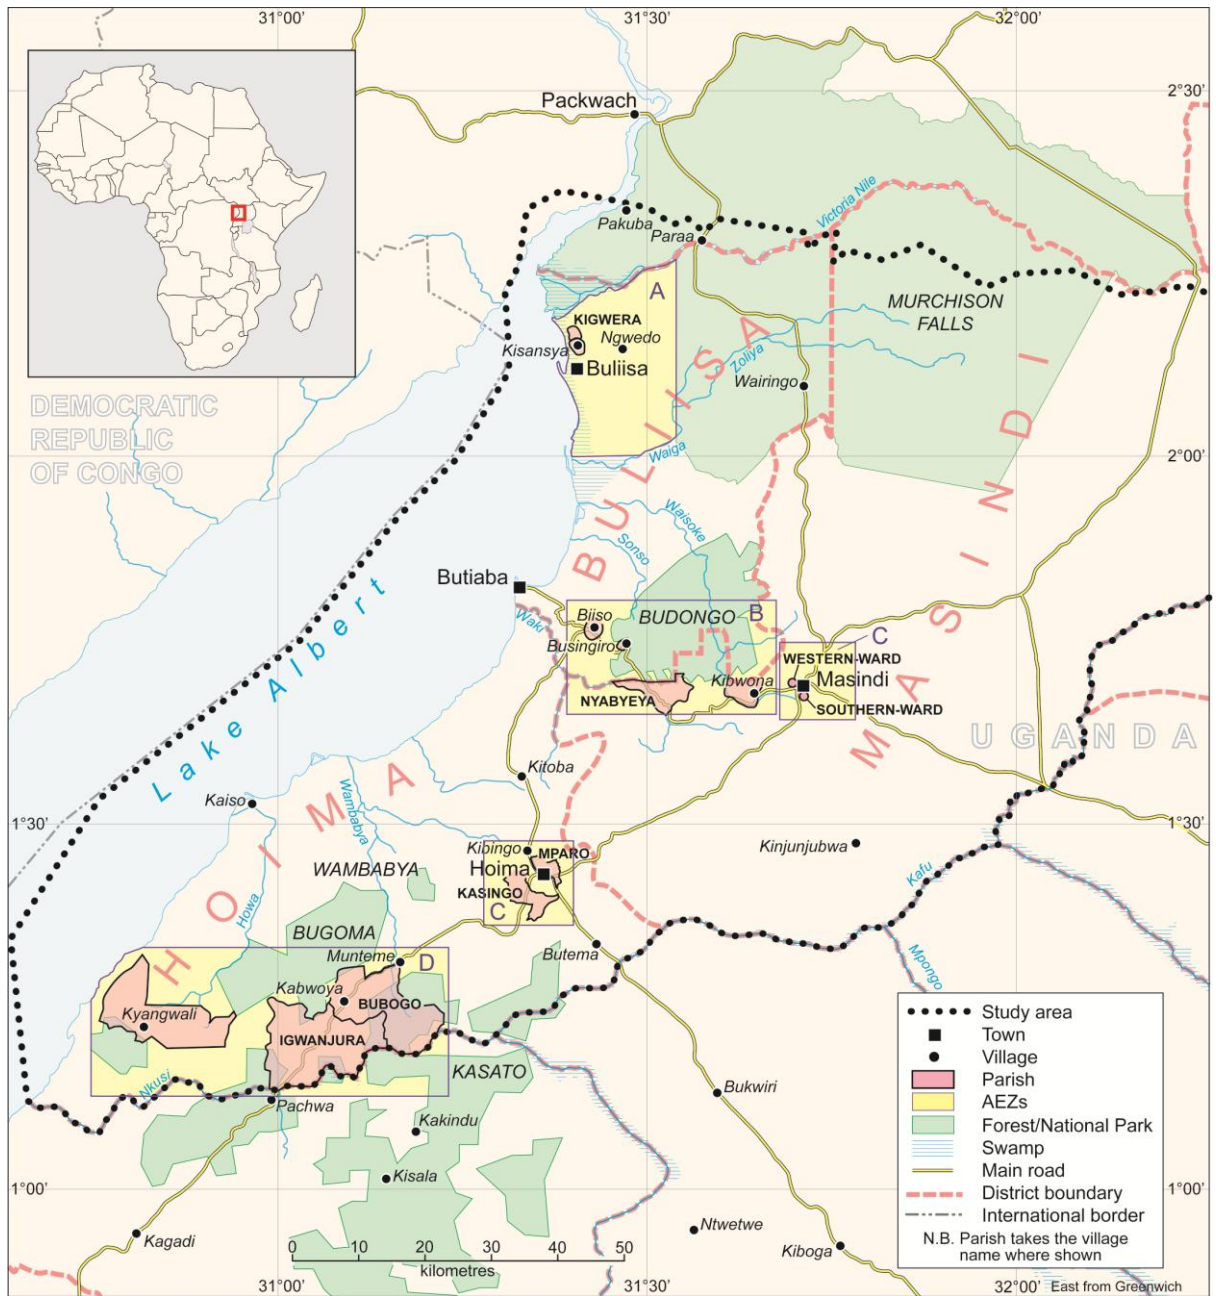 31°00'
31°30'
32°00'
2°30'
Packwach
Pakuba
Paraa
Victoria Nile
MURCHISON
FALLS
A
KIGWERA
Kisansya
Ngwedo
Buliisa
Zoliya
Wairingo
DEMOCRATIC
REPUBLIC
OF CONGO
Waiga
2°00'
BULIISA
MASINDI
Waisoke
Sonso
Butiaba
Waki
Biiso
BUDONGO
B
Busingiro
C
WESTERN-WARD
Masindi
Kibwona
NYABYEYA
SOUTHERN-WARD
UGANDA
Lake Albert
Kitoba
Kaiso
Wambabya
HOIMA
1°30'
Kinjunjubwa
Kibingo
MPARO
Hoima
KASINGO
C
WAMBABYA
Kafu
Howa
BUGOMA
Munteme
D
Butema
Mpongo
Kabwoya
BUBOGO
Kyangwali
IGWANJURA
KASATO
Nkusi
Pachwa
Bukwiri
Kakindu
Kisala
1°00'
Kagadi
Ntwetwe
Kiboga
0 10 20 30 40 50
kilometres
Study area
Town
Village
Parish
AEZs
Forest/National Park
Swamp
Main road
District boundary
International border
N.B. Parish takes the village
name where shown
31°00'
31°30'
32°00'
East from Greenwich